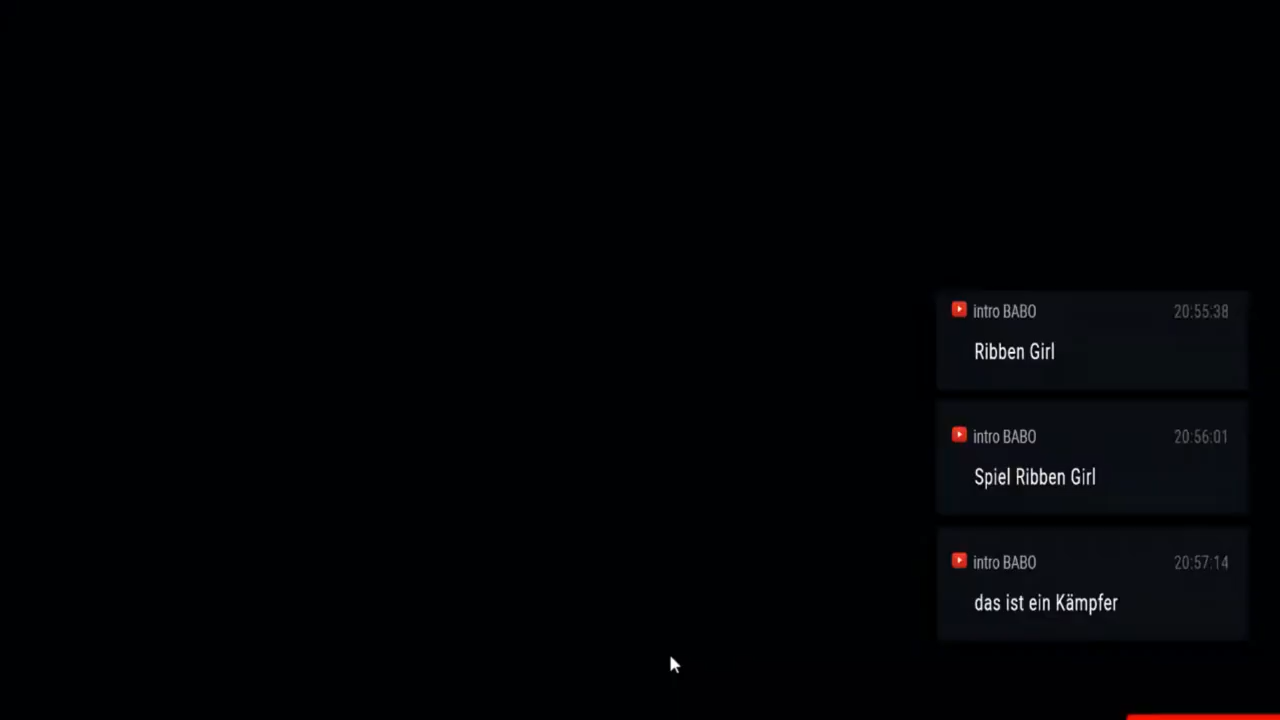 intro BABO 20:55:38
Ribben Girl
intro BABO 20:56:01
Spiel Ribben Girl
intro BABO 20:57:14
das ist ein Kämpfer